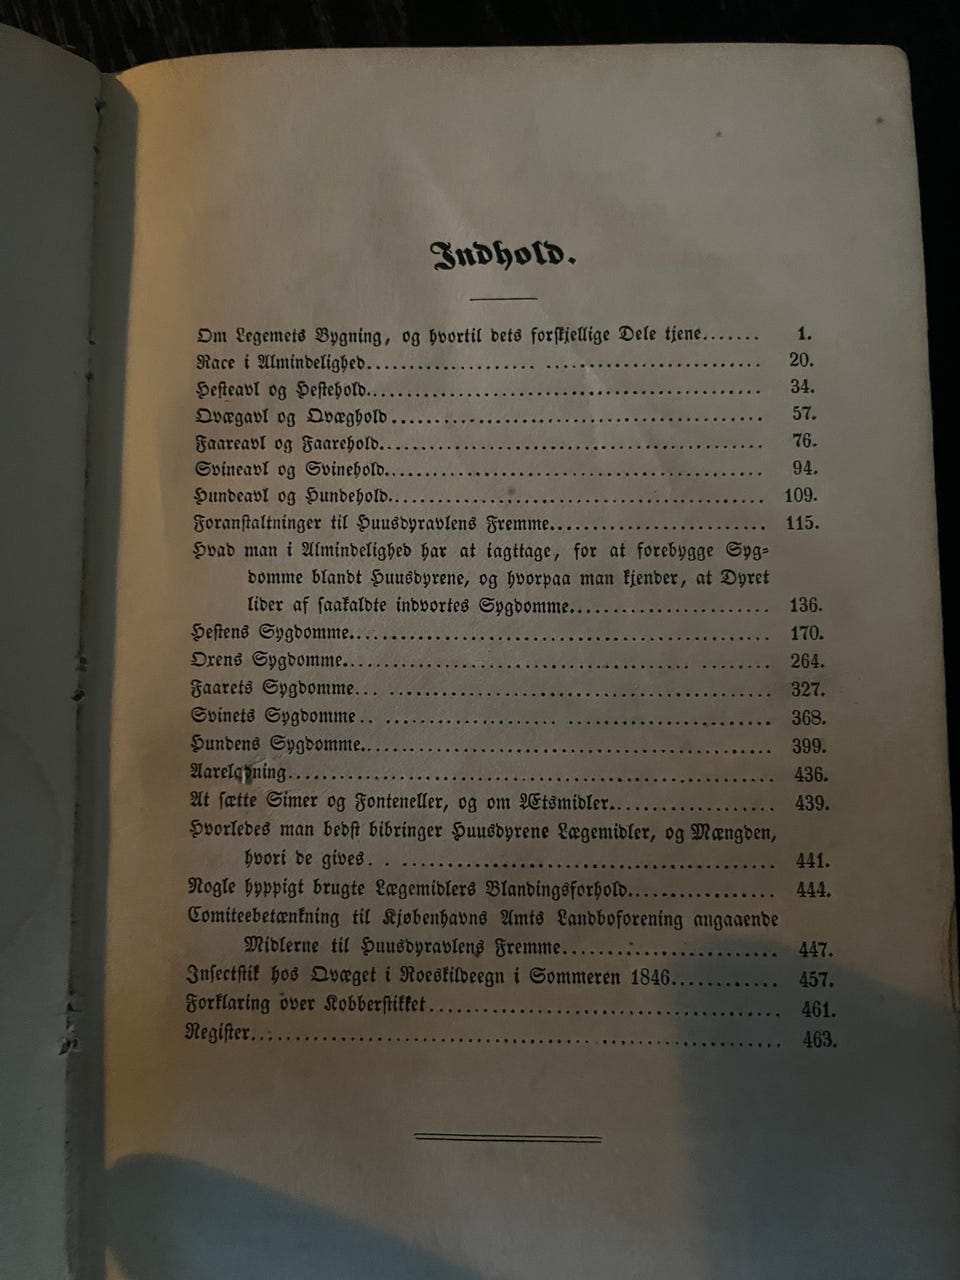 Indhold.
Om Legemets Bygning, og hvortil dets forskjellige Dele tjene....... 1.
Race i Almindelighed.................. ....................... 20.
Hesteavl og Hestehold.......................................... 34.
Qvægavl og Qvæghold........................................ 57.
Faareavl og Faarehold.......................................... 76.
Svineavl og Svinehold.......................................... 94.
Hundeavl og Hundehold......................................... 109.
Foranstaltninger til Huusdyravlens Fremme........................ 115.
Hvad man i Almindelighed har at iagttage, for at forebygge Syg-
domme blandt Huusdyrene, og hvorpaa man kjender, at Dyret
lider af saakaldte indvortes Sygdomme...................... 136.
Hestens Sygdomme............................................. 170.
Oxens Sygdomme..................................... ........ 264.
Faarets Sygdomme... ......................................... 327.
Svinets Sygdomme.. .................... ...................... 368.
Hundens Sygdomme............................................ 399.
Aareladning.................................................... 436.
At sætte Simer og Fonteneller, og om Ætsmidler.................. 439.
Hvorledes man bedst bibringer Huusdyrene Lægemidler, og Mængden,
hvori de gives. . . ........................................ 441.
Nogle hyppigt brugte Lægemidlers Blandingsforhold................ 444.
Comiteebetænkning til Kjøbenhavns Amts Landboforening angaaende
Midlerne til Huusdyravlens Fremme........................ 447.
Insectstik hos Qvæget i Roeskildeegn i Sommeren 1846............ 457.
Forklaring over Kobberstikket.................................... 461.
Register........................................................ 463.